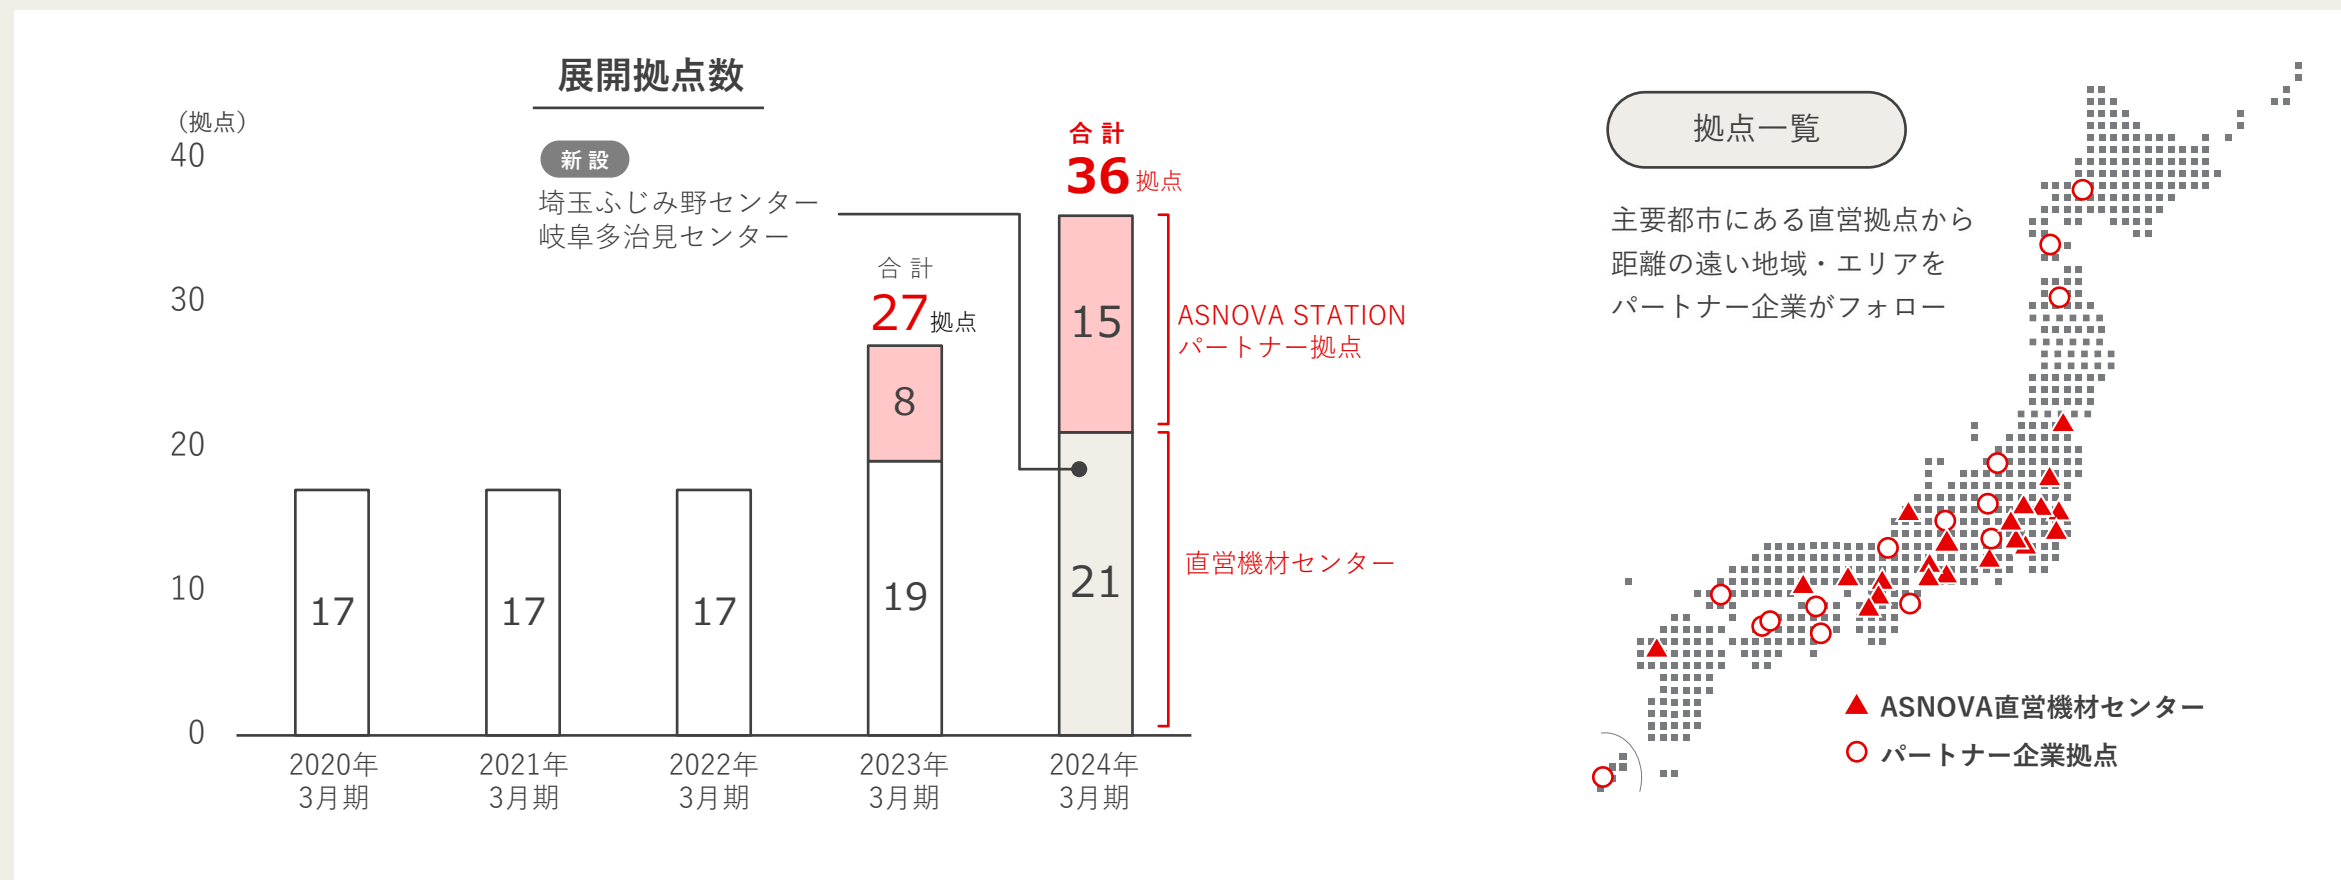 展開拠点数
（拠点）
40
30
20
10
0
新設
埼玉ふじみ野センター
岐阜多治見センター
合計
27拠点
合計
36拠点
17
17
17
8
19
15
21
ASNOVA STATION
パートナー拠点
直営機材センター
2020年
3月期
2021年
3月期
2022年
3月期
2023年
3月期
2024年
3月期
拠点一覧
主要都市にある直営拠点から
距離の遠い地域・エリアを
パートナー企業がフォロー
ASNOVA直営機材センター
パートナー企業拠点